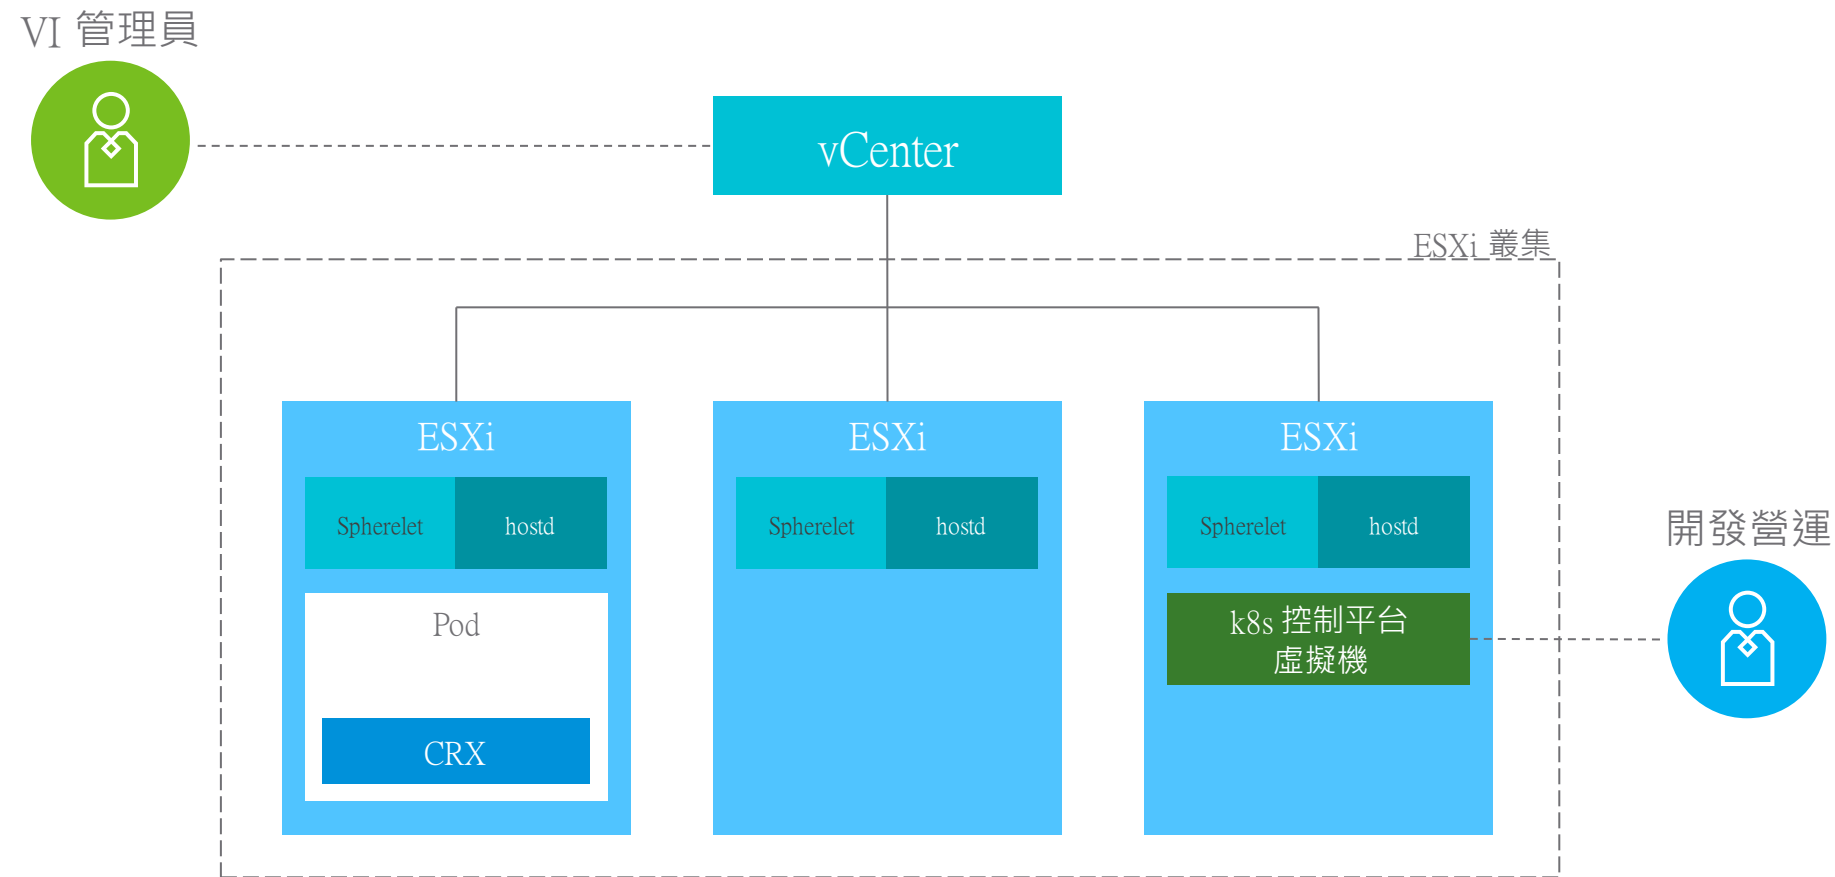 VI 管理員
vCenter
ESXi 叢集
ESXi
ESXi
ESXi
Spherelet
hostd
Spherelet
hostd
Spherelet
hostd
開發營運
Pod
k8s 控制平台
虛擬機
CRX